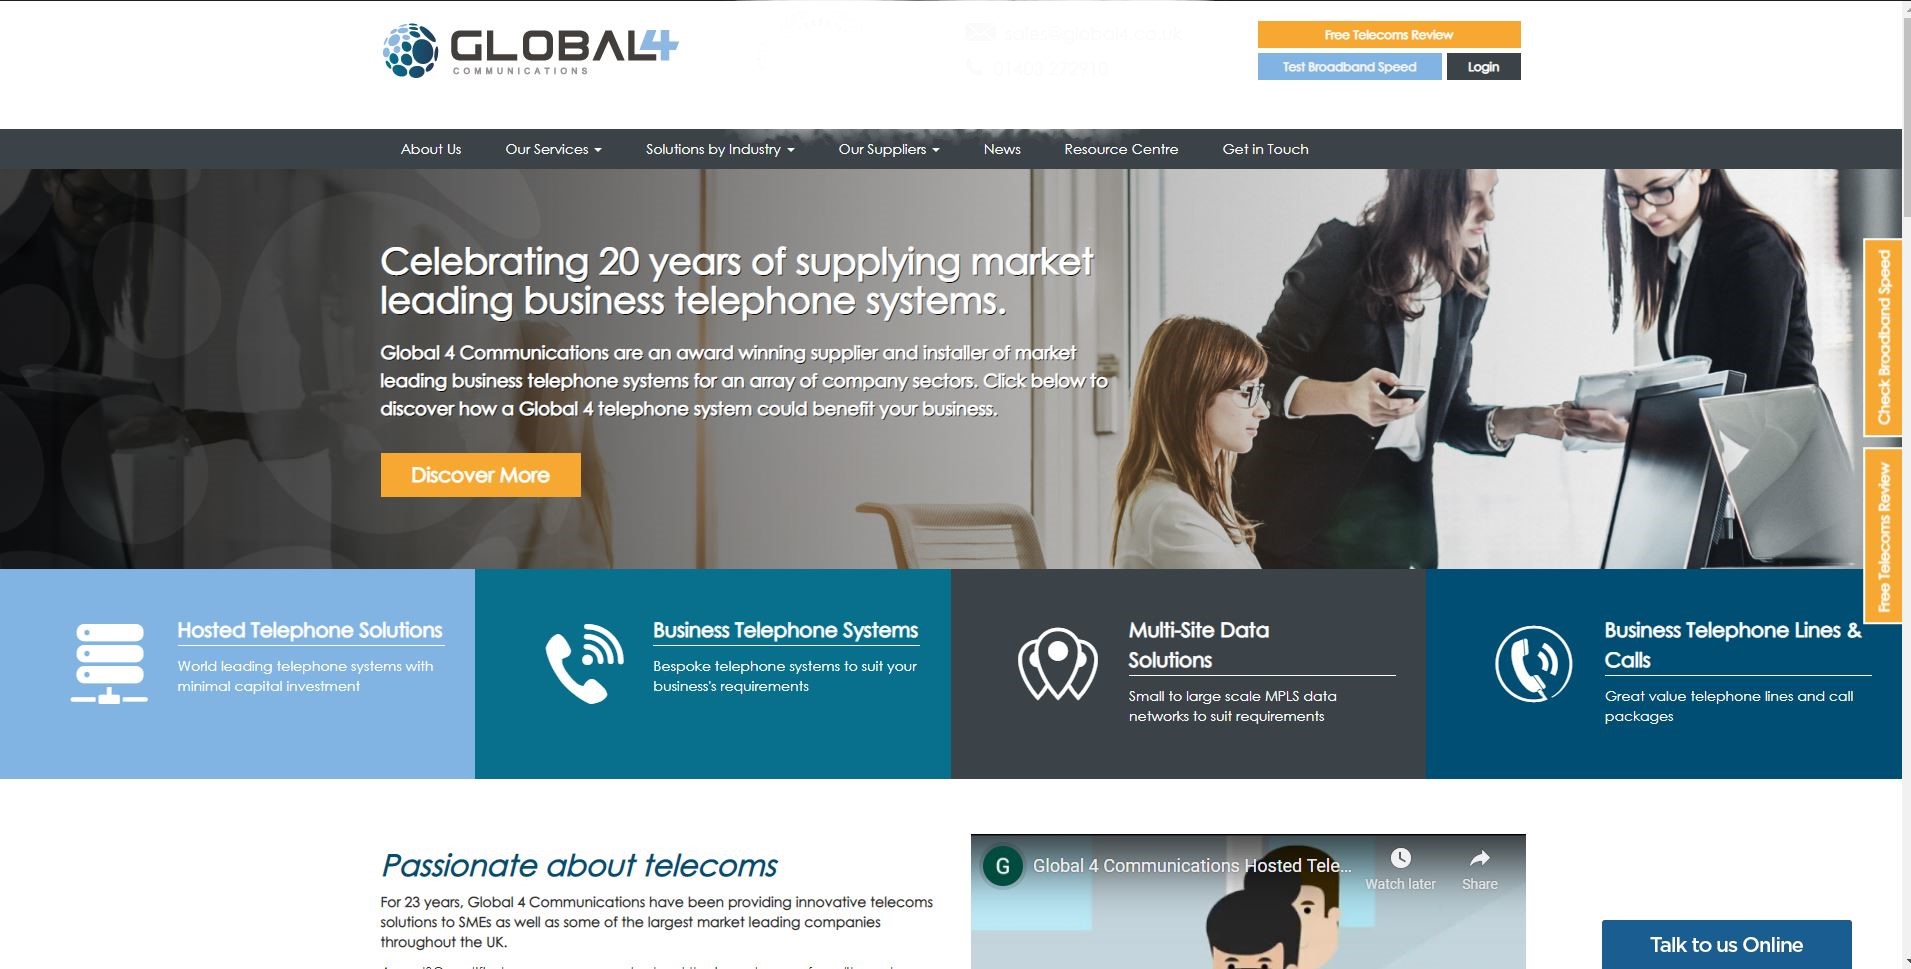 GLOBAL4
COMMUNICATIONS
Free Telecoms Review
Test Broadband Speed
Login
About Us
Our Services
Solutions by Industry
Our Suppliers
News
Resource Centre
Get in Touch
Celebrating 20 years of supplying market
leading business telephone systems.
Global 4 Communications are an award winning supplier and installer of market
leading business telephone systems for an array of company sectors. Click below to
discover how a Global 4 telephone system could benefit your business.
Discover More
Check Broadband Speed
Free Telecoms Review
Hosted Telephone Solutions
World leading telephone systems with
minimal capital investment
Business Telephone Systems
Bespoke telephone systems to suit your
business's requirements
Multi-Site Data
Solutions
Small to large scale MPLS data
networks to suit requirements
Business Telephone Lines &
Calls
Great value telephone lines and call
packages
Passionate about telecoms
For 23 years, Global 4 Communications have been providing innovative telecoms
solutions to SMEs as well as some of the largest market leading companies
throughout the UK.
G
Global 4 Communications Hosted Tele...
Watch later
Share
Talk to us Online